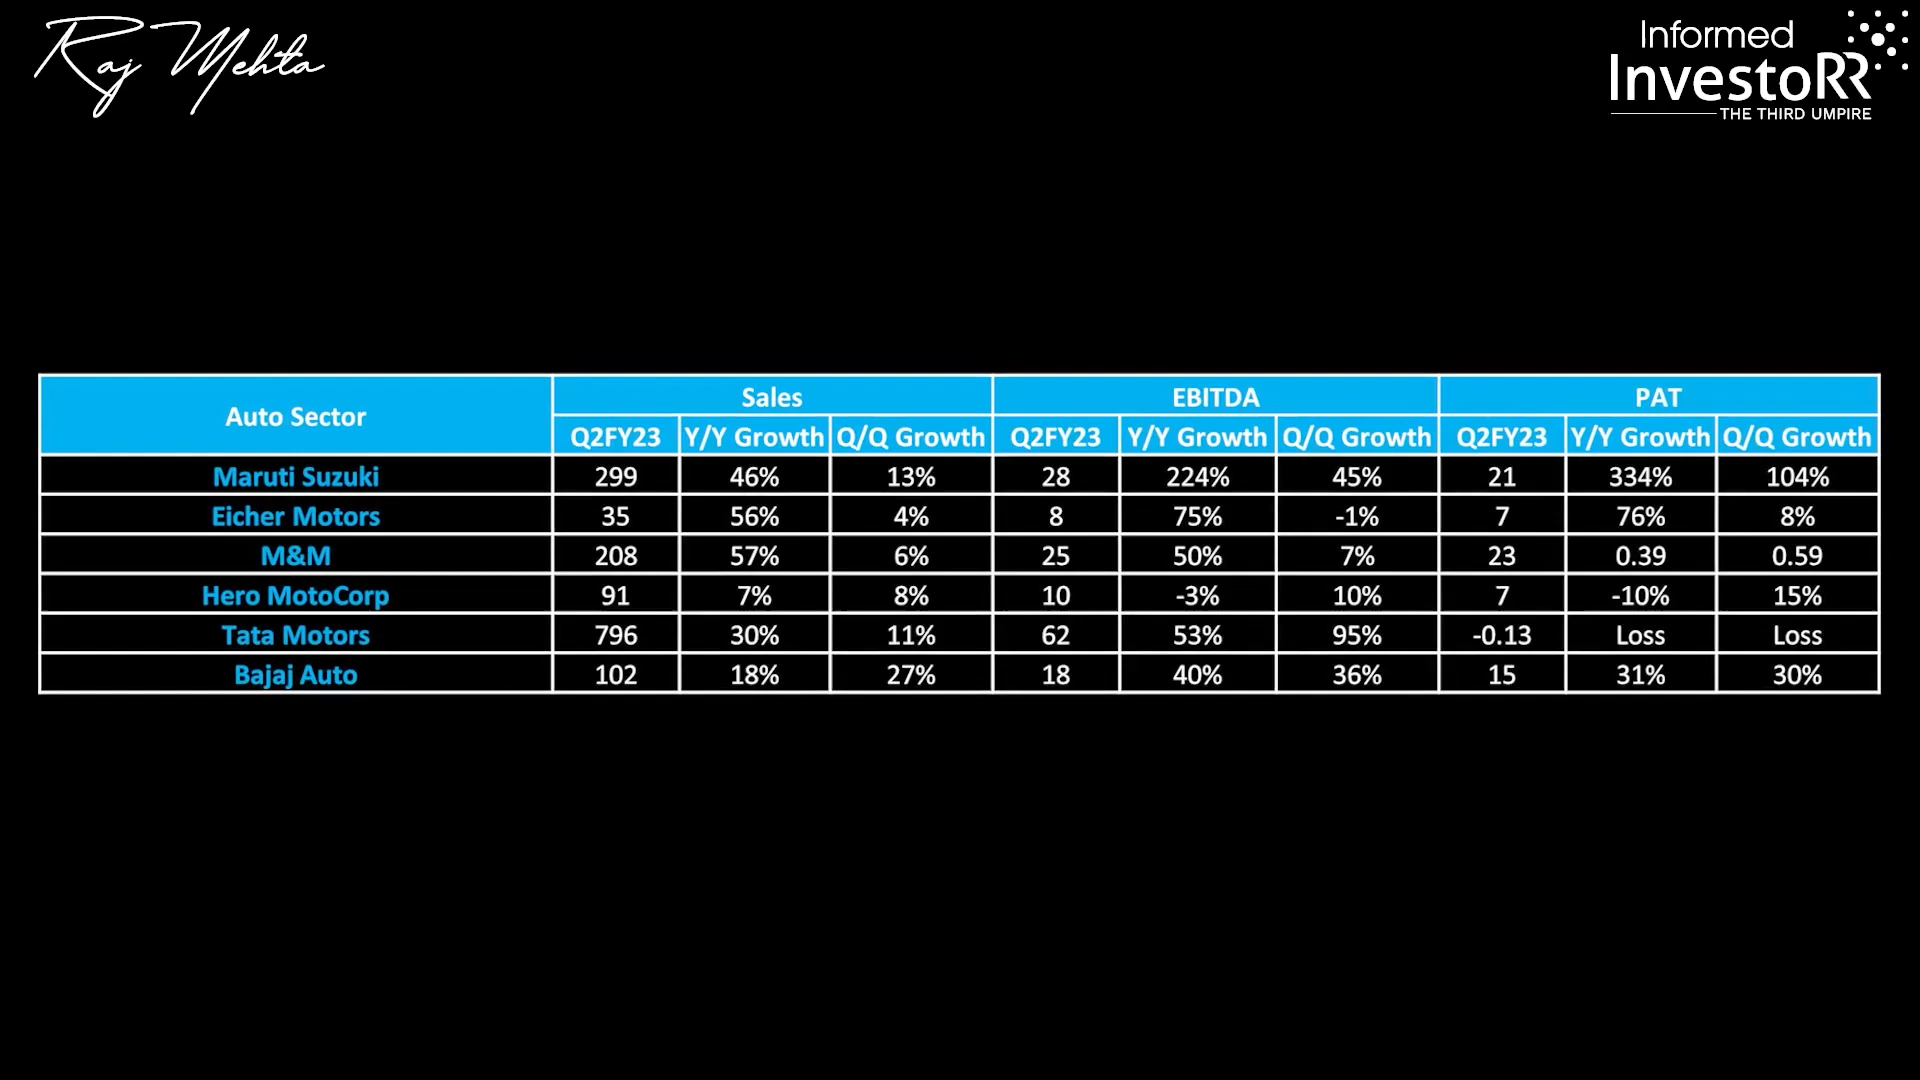 Raj Mehta
Informed
InvestoRR
THE THIRD UMPIRE
Auto Sector Sales EBITDA PAT
Q2FY23 Y/Y Growth Q/Q Growth Q2FY23 Y/Y Growth Q/Q Growth Q2FY23 Y/Y Growth Q/Q Growth
Maruti Suzuki 299 46% 13% 28 224% 45% 21 334% 104%
Eicher Motors 35 56% 4% 8 75% -1% 7 76% 8%
M&M 208 57% 6% 25 50% 7% 23 0.39 0.59
Hero MotoCorp 91 7% 8% 10 -3% 10% 7 -10% 15%
Tata Motors 796 30% 11% 62 53% 95% -0.13 Loss Loss
Bajaj Auto 102 18% 27% 18 40% 36% 15 31% 30%